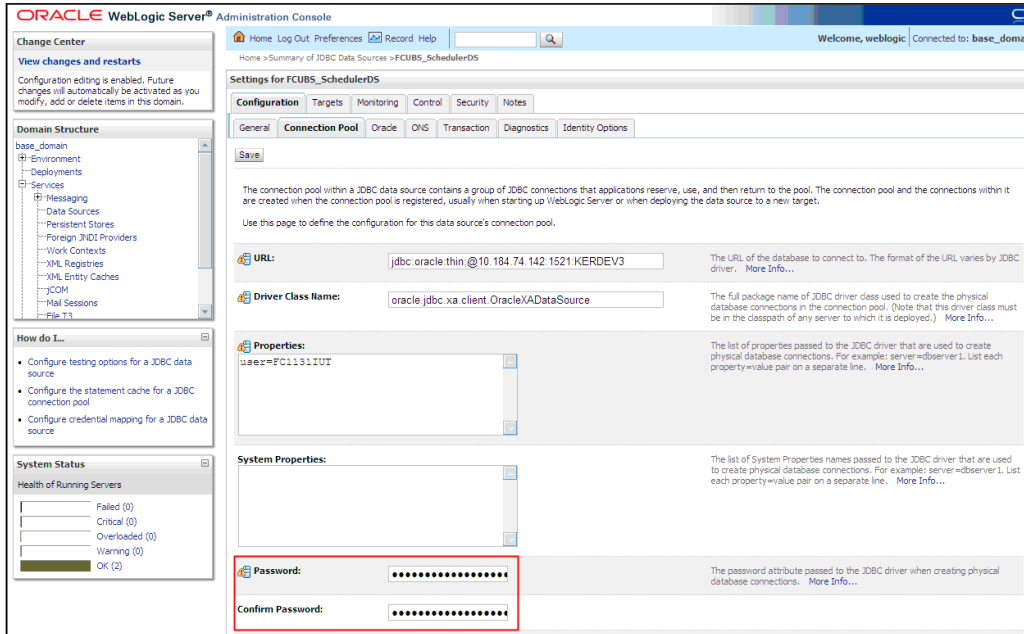 ORACLE WebLogic Server® Administration Console
Change Center
View changes and restarts
Configuration editing is enabled. Future
changes will automatically be activated as you
modify, add or delete items in this domain.
Domain Structure
base_domain
Environment
Deployments
Services
Messaging
Data Sources
Persistent Stores
Foreign JNDI Providers
Work Contexts
XML Registries
XML Entity Caches
jCOM
Mail Sessions
File T3
How do I...
Configure testing options for a JDBC data
source
Configure the statement cache for a JDBC
connection pool
Configure credential mapping for a JDBC data
source
System Status
Health of Running Servers
Failed (0)
Critical (0)
Overloaded (0)
Warning (0)
OK (2)
Home Log Out Preferences Record Help
Welcome, weblogic Connected to: base_doma
Home >Summary of JDBC Data Sources >FCUBS_SchedulerDS
Settings for FCUBS_SchedulerDS
Configuration Targets Monitoring Control Security Notes
General Connection Pool Oracle ONS Transaction Diagnostics Identity Options
Save
The connection pool within a JDBC data source contains a group of JDBC connections that applications reserve, use, and then return to the pool. The connection pool and the connections within it
are created when the connection pool is registered, usually when starting up WebLogic Server or when deploying the data source to a new target.
Use this page to define the configuration for this data source's connection pool.
URL:
jdbc:oracle:thin:@10.184.74.142:1521:KERDEV3
The URL of the database to connect to. The format of the URL varies by JDBC
driver. More Info...
Driver Class Name:
oracle.jdbc.xa.client.OracleXADataSource
The full package name of JDBC driver class used to create the physical
database connections in the connection pool. (Note that this driver class must
be in the classpath of any server to which it is deployed.) More Info...
Properties:
user=FC1131IUT
The list of properties passed to the JDBC driver that are used to create
physical database connections. For example: server=dbserver1. List each
property=value pair on a separate line. More Info...
System Properties:
The list of System Properties names passed to the JDBC driver that are used
to create physical database connections. For example: server=dbserver1. List
each property=value pair on a separate line. More Info...
Password:
The password attribute passed to the JDBC driver when creating physical
database connections. More Info...
Confirm Password: